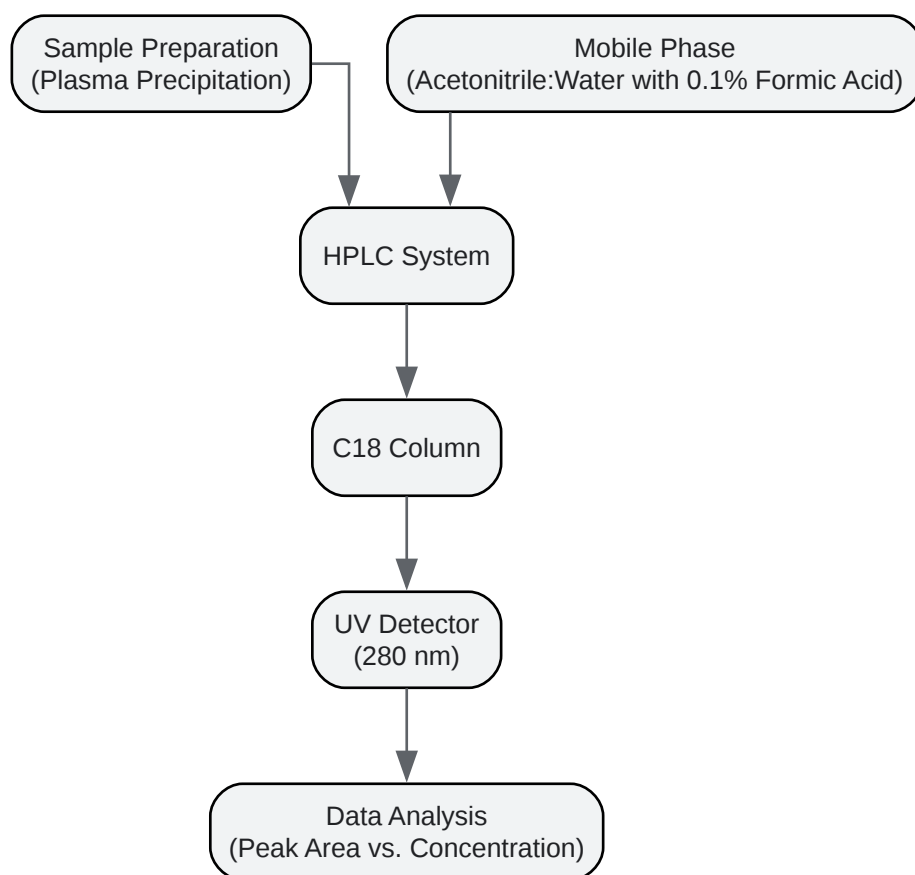 Sample Preparation
(Plasma Precipitation)
Mobile Phase
(Acetonitrile:Water with 0.1% Formic Acid)
HPLC System
C18 Column
UV Detector
(280 nm)
Data Analysis
(Peak Area vs. Concentration)